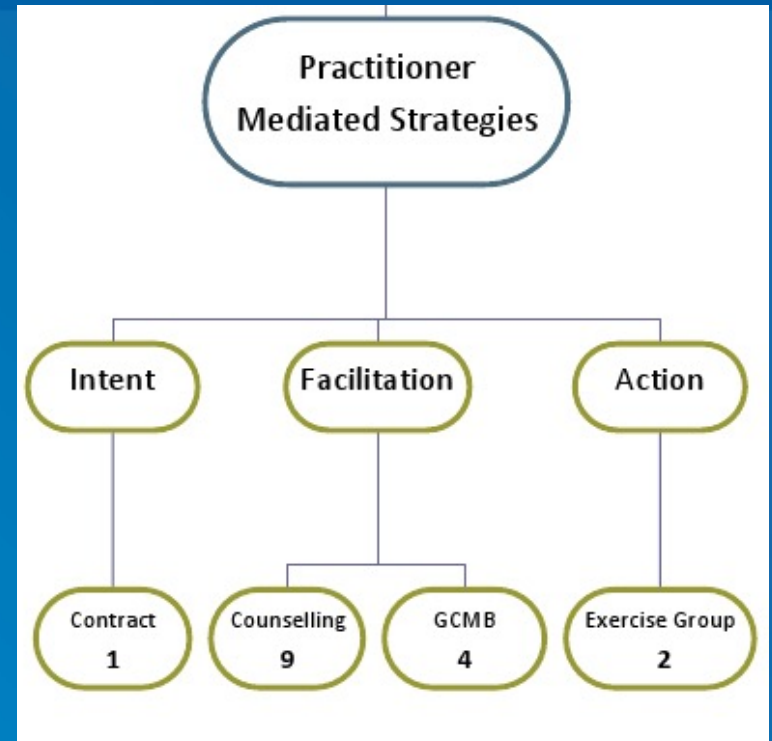 Practitioner
Mediated Strategies
Intent
Facilitation
Action
Contract
1
Counselling
9
GCMB
4
Exercise Group
2